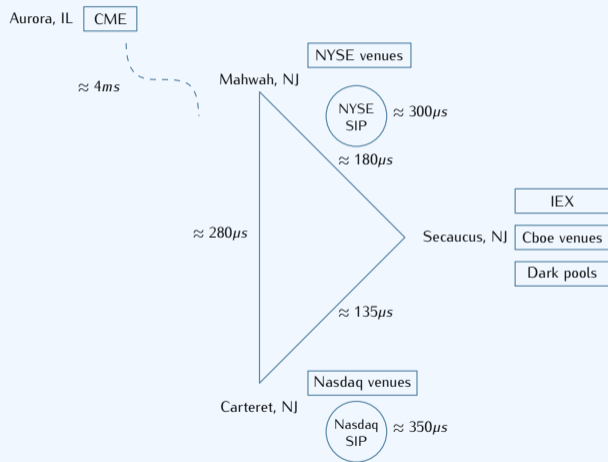 Aurora, IL
CME
≈ 4ms
NYSE venues
Mahwah, NJ
NYSE
SIP
≈ 300μs
≈ 180μs
IEX
≈ 280μs
Secaucus, NJ
Cboe venues
Dark pools
≈ 135μs
Nasdaq venues
Carteret, NJ
Nasdaq
SIP
≈ 350μs